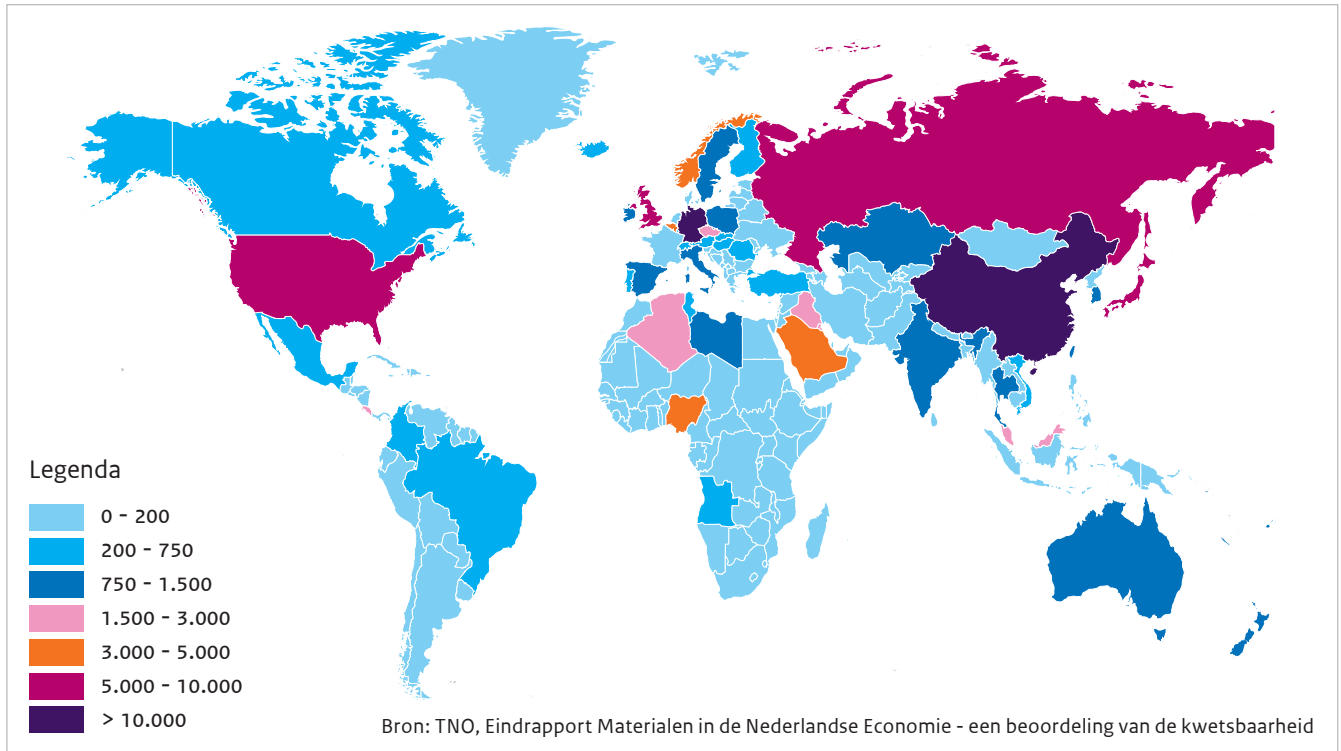 Legenda
0 - 200
200 - 750
750 - 1.500
1.500 - 3.000
3.000 - 5.000
5.000 - 10.000
> 10.000
Bron: TNO, Eindrapport Materialen in de Nederlandse Economie - een beoordeling van de kwetsbaarheid